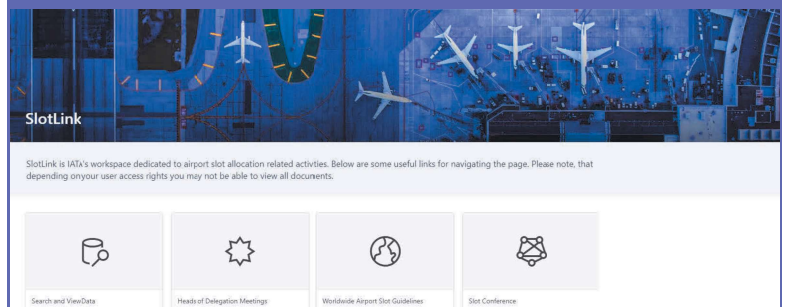 SlotLink
SlotLink is IATA's workspace dedicated to airport slot allocation related activties. Below are some useful links for navigating the page. Please note, that
depending onyour user access rights you may not be able to view all documents.
Search and ViewData
Heads of Delegation Meetings
Worldwide Airport Slot Guidelines
Slot Conference